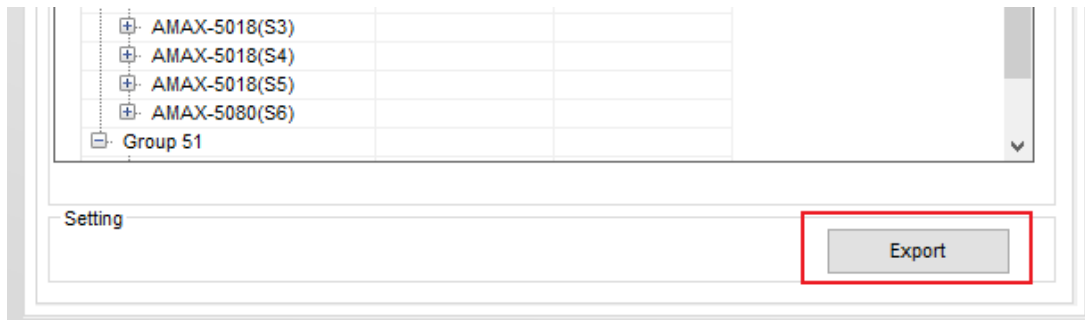 AMAX-5018(S3)
AMAX-5018(S4)
AMAX-5018(S5)
AMAX-5080(S6)
Group 51
Setting
Export